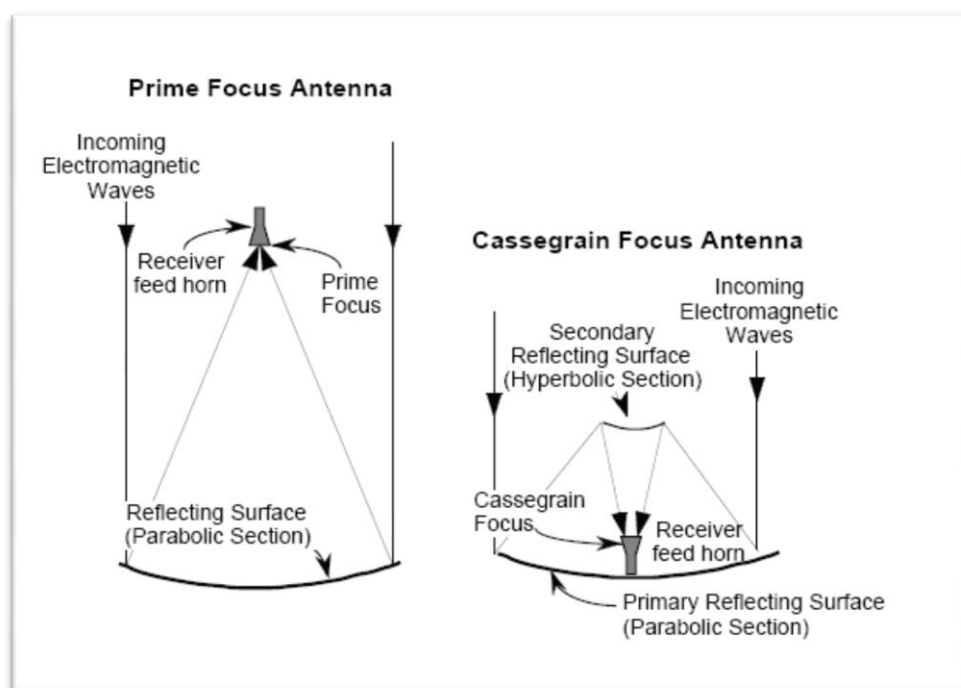 Prime Focus Antenna
Incoming
Electromagnetic
Waves
Receiver
feed horn
Prime
Focus
Reflecting Surface
(Parabolic Section)
Cassegrain Focus Antenna
Incoming
Electromagnetic
Waves
Secondary
Reflecting Surface
(Hyperbolic Section)
Cassegrain
Focus
Receiver
feed horn
Primary Reflecting Surface
(Parabolic Section)